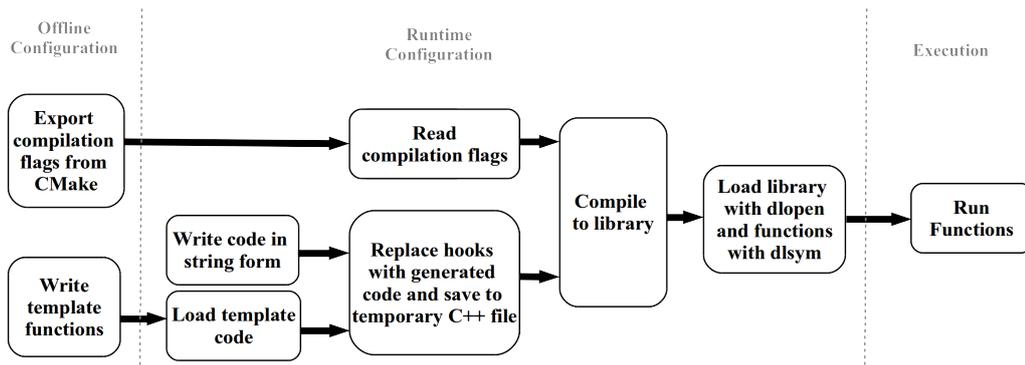 Offline
Configuration
Runtime
Configuration
Execution
Export
compilation
flags from
CMake
Read
compilation flags
Compile
to library
Load library
with dlopen
and functions
with dlsym
Run
Functions
Write code in
string form
Replace hooks
with generated
code and save to
temporary C++ file
Write
template
functions
Load template
code